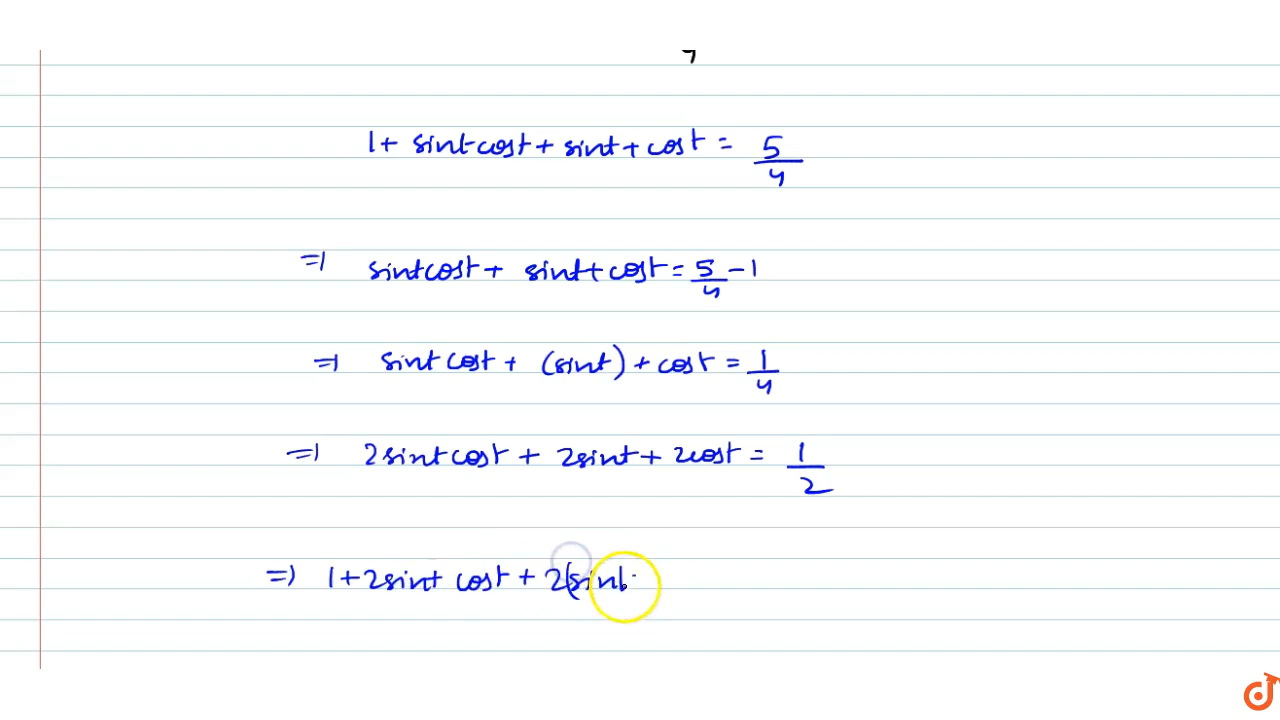 4
1 + sint cost + sint + cost = 5/4
⇒ sint cost + sint + cost = 5/4 - 1
⇒ sint cost + (sint) + cost = 1/4
⇒ 2sint cost + 2sint + 2cost = 1/2
⇒ 1 + 2sint cost + 2(sint